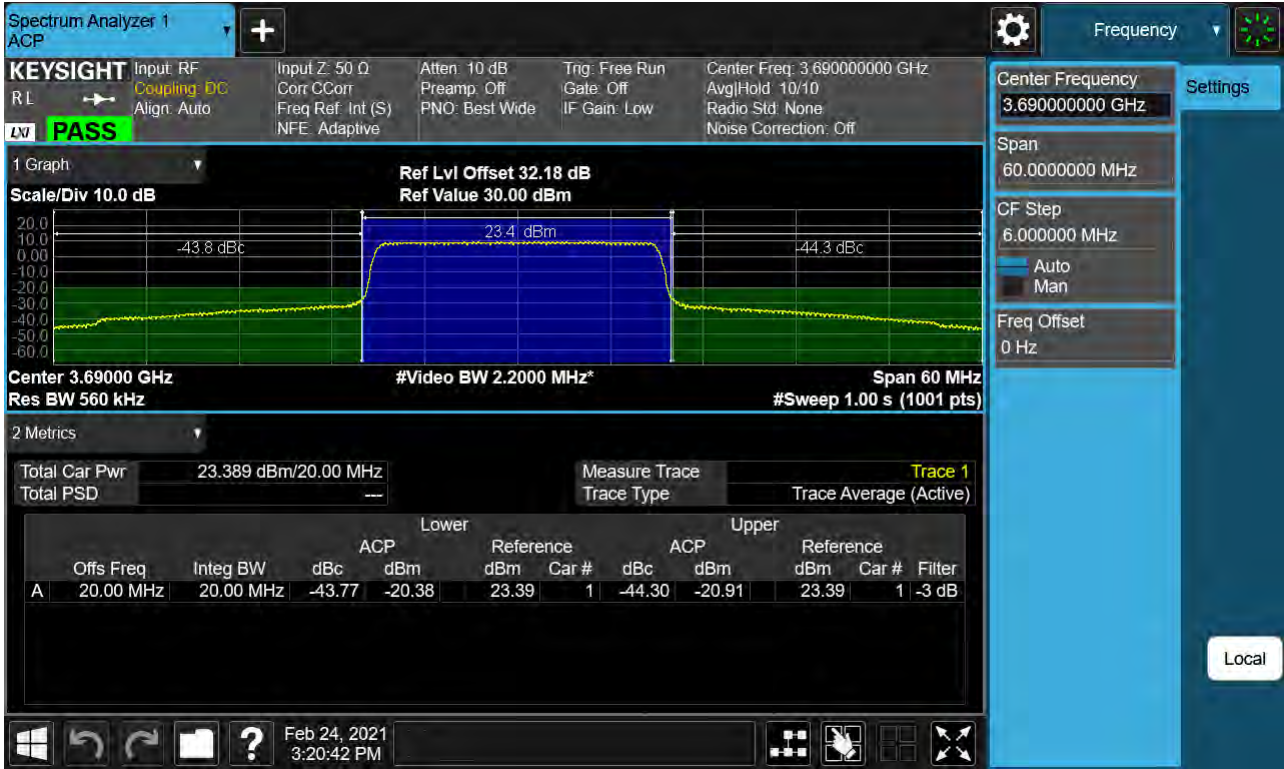 Spectrum Analyzer 1
ACP
Frequency
KEYSIGHT
R L
LXI
PASS
Input: RF
Coupling: DC
Align: Auto
Input Z: 50 Ω
Corr CCorr
Freq Ref: Int (S)
NFE: Adaptive
Atten: 10 dB
Preamp: Off
PNO: Best Wide
Trig: Free Run
Gate: Off
IF Gain: Low
Center Freq: 3.690000000 GHz
Avg|Hold: 10/10
Radio Std: None
Noise Correction: Off
Center Frequency
3.690000000 GHz
Settings
Span
60.0000000 MHz
CF Step
6.000000 MHz
Auto
Man
Freq Offset
0 Hz
Local
1 Graph
Scale/Div 10.0 dB
Ref Lvl Offset 32.18 dB
Ref Value 30.00 dBm
20.0
10.0
0.00
-10.0
-20.0
-30.0
-40.0
-50.0
-60.0
-43.8 dBc
23.4 dBm
-44.3 dBc
Center 3.69000 GHz
#Video BW 2.2000 MHz*
Span 60 MHz
Res BW 560 kHz
#Sweep 1.00 s (1001 pts)
2 Metrics
Total Car Pwr 23.389 dBm/20.00 MHz
Total PSD ---
Measure Trace Trace 1
Trace Type Trace Average (Active)
Lower Upper
ACP Reference ACP Reference
Offs Freq Integ BW dBc dBm dBm Car # dBc dBm dBm Car # Filter
A 20.00 MHz 20.00 MHz -43.77 -20.38 23.39 1 -44.30 -20.91 23.39 1 -3 dB
Feb 24, 2021
3:20:42 PM